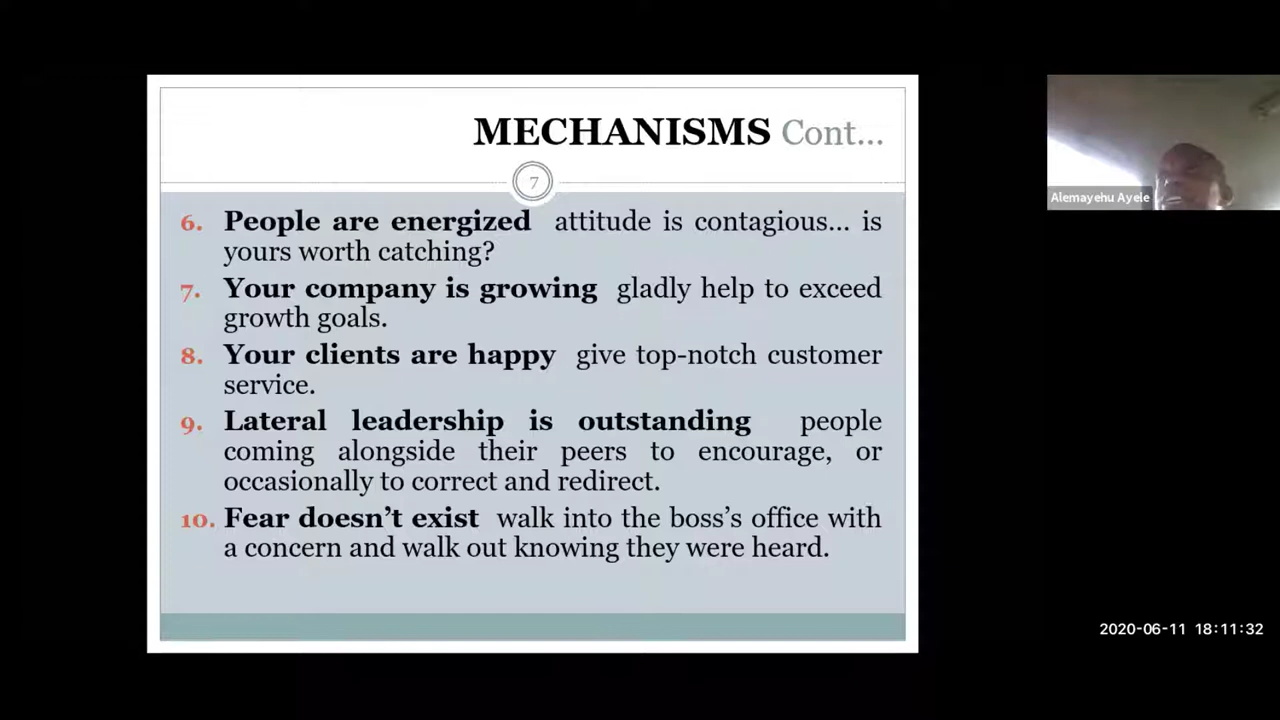 MECHANISMS Cont...
7
6. People are energized attitude is contagious... is
yours worth catching?
7. Your company is growing gladly help to exceed
growth goals.
8. Your clients are happy give top-notch customer
service.
9. Lateral leadership is outstanding people
coming alongside their peers to encourage, or
occasionally to correct and redirect.
10. Fear doesn’t exist walk into the boss’s office with
a concern and walk out knowing they were heard.
Alemayehu Ayele
2020-06-11 18:11:32